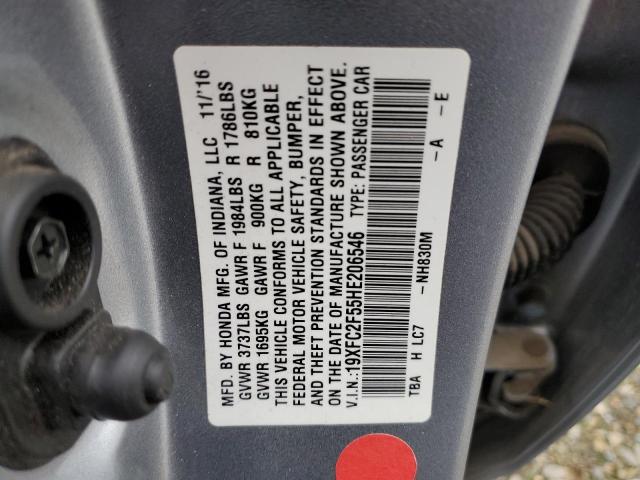 MFD. BY HONDA MFG. OF INDIANA, LLC 11/'16
GVWR 3737LBS GAWR F 1984LBS R 1786LBS
GVWR 1695KG GAWR F 900KG R 810KG
THIS VEHICLE CONFORMS TO ALL APPLICABLE
FEDERAL MOTOR VEHICLE SAFETY, BUMPER,
AND THEFT PREVENTION STANDARDS IN EFFECT
ON THE DATE OF MANUFACTURE SHOWN ABOVE.
V.I.N.:19XFC2F55HE206546 TYPE: PASSENGER CAR
TBA H LC7 -NH830M -A -E